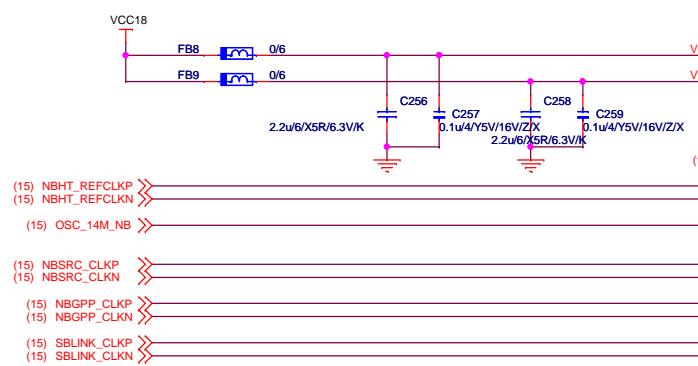 VCC18
FB8 0/6 V
FB9 0/6 V
C256 C258
C257 C259
2.2u/6/X5R/6.3V/K 0.1u/4/Y5V/16V/Z/X 0.1u/4/Y5V/16V/Z/X
2.2u/6/X5R/6.3V/K
(
(15) NBHT_REFCLKP
(15) NBHT_REFCLKN
(15) OSC_14M_NB
(15) NBSRC_CLKP
(15) NBSRC_CLKN
(15) NBGPP_CLKP
(15) NBGPP_CLKN
(15) SBLINK_CLKP
(15) SBLINK_CLKN